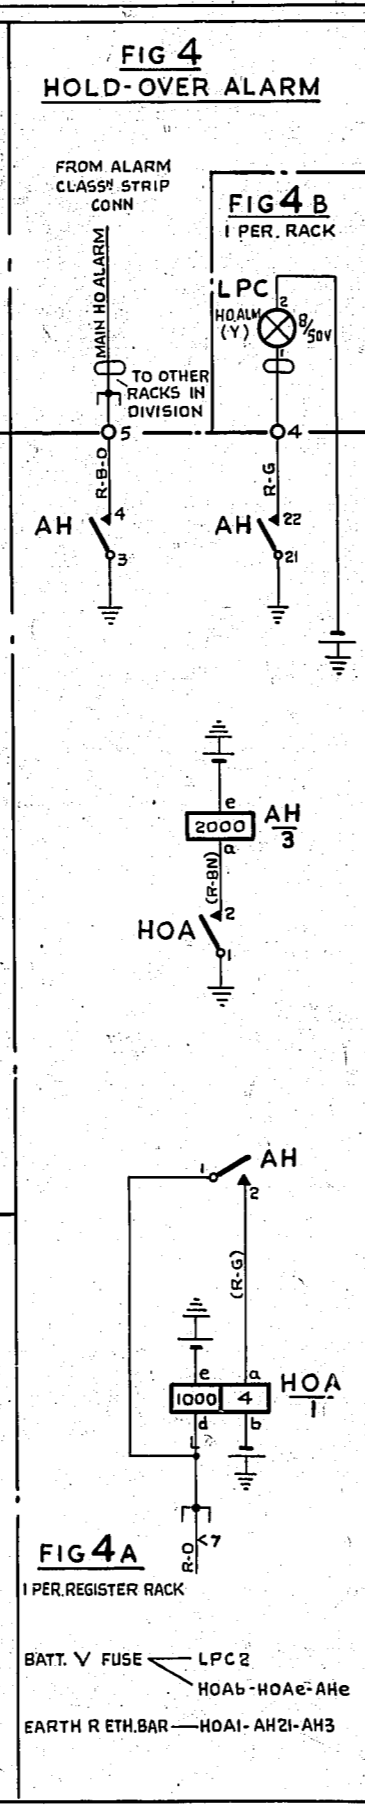 FIG 4
HOLD-OVER ALARM
FROM ALARM
CLASSᴺ STRIP
CONN
MAIN HO ALARM
TO OTHER
RACKS IN
DIVISION
5
R-B-O
AH
4
3
FIG 4 B
1 PER. RACK
LPC
HO.ALM
(Y)
2
8/50V
1
4
R-G
AH
22
21
e
2000
AH
3
a
(R-BN)
HOA
2
1
1
AH
2
(R-G)
e
a
1000
4
HOA
1
d
b
L
<7
R-O
FIG 4 A
1 PER. REGISTER RACK
BATT. V FUSE LPC2
HOAb-HOAe-AHe
EARTH R ETH.BAR HOA1-AH21-AH3